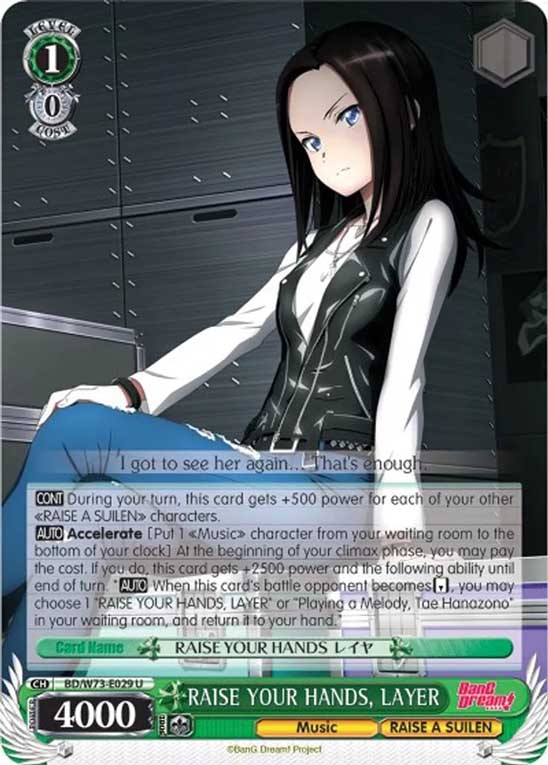 LEVEL
1
0
COST
"I got to see her again... That's enough."
CONT During your turn, this card gets +500 power for each of your other
≪RAISE A SUILEN≫ characters.
AUTO Accelerate [Put 1 ≪Music≫ character from your waiting room to the
bottom of your clock] At the beginning of your climax phase, you may pay
the cost. If you do, this card gets +2500 power and the following ability until
end of turn. "AUTO When this card's battle opponent becomes, you may
choose 1 "RAISE YOUR HANDS, LAYER" or "Playing a Melody, Tae Hanazono"
in your waiting room, and return it to your hand."
Card Name RAISE YOUR HANDS レイヤ
CH BD/W73-E029 U
RAISE YOUR HANDS, LAYER
BanG Dream!
POWER 4000 SOUL
Music RAISE A SUILEN
©BanG Dream! Project